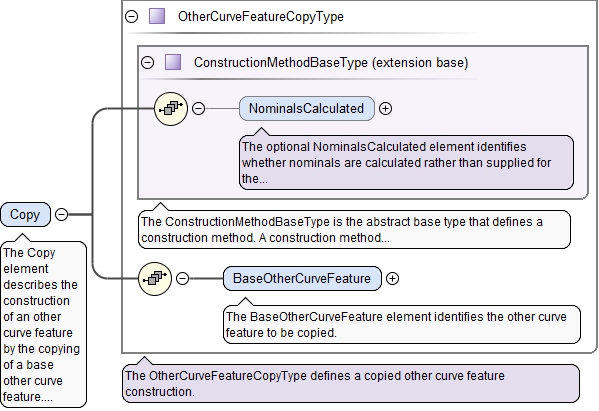 OtherCurveFeatureCopyType
ConstructionMethodBaseType (extension base)
NominalsCalculated
The optional NominalsCalculated element identifies
whether nominals are calculated rather than supplied for
the...
Copy
The Copy
element
describes the
construction
of an other
curve feature
by the copying
of a base
other curve
feature....
The ConstructionMethodBaseType is the abstract base type that defines a
construction method. A construction method...
BaseOtherCurveFeature
The BaseOtherCurveFeature element identifies the other curve
feature to be copied.
The OtherCurveFeatureCopyType defines a copied other curve feature
construction.